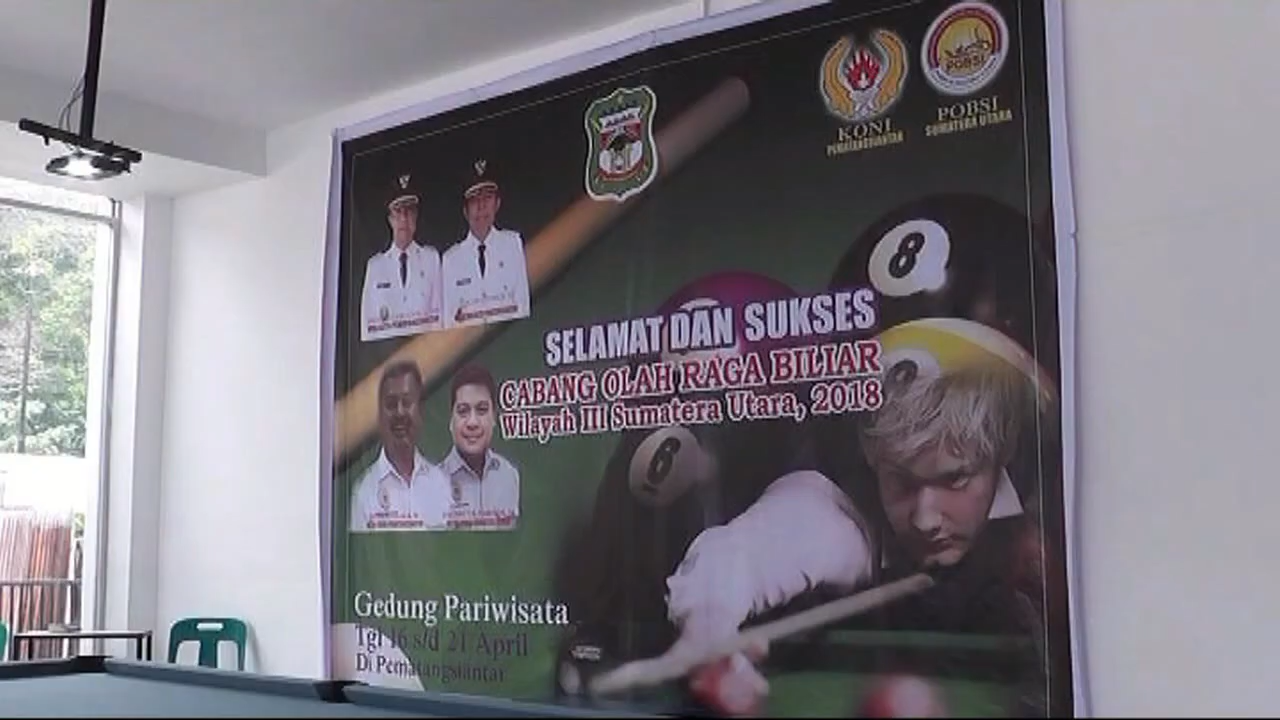 KONI
PEMATANGSIANTAR
POBSI
SUMATERA UTARA
POBSI
8
SELAMAT DAN SUKSES
CABANG OLAH RAGA BILIAR
Wilayah III Sumatera Utara, 2018
6
Gedung Pariwisata
Tgl 16 s/d 21 April
Di Pematangsiantar